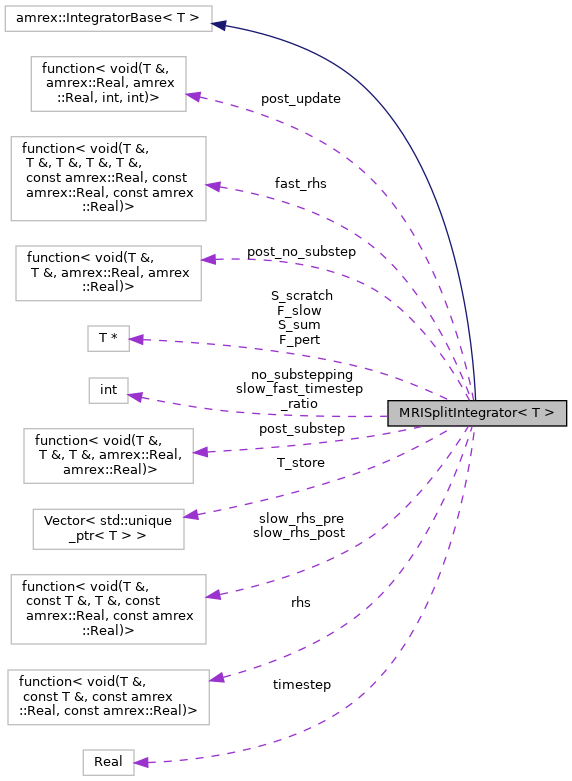 amrex::IntegratorBase< T >
function< void(T &,
amrex::Real, amrex
::Real, int, int)>
post_update
function< void(T &,
T &, T &, T &, T &,
const amrex::Real, const
amrex::Real, const amrex
::Real)>
fast_rhs
function< void(T &,
T &, amrex::Real, amrex
::Real)>
post_no_substep
T *
S_scratch
F_slow
S_sum
F_pert
int
no_substepping
slow_fast_timestep
_ratio
MRISplitIntegrator< T >
function< void(T &,
T &, T &, amrex::Real,
amrex::Real)>
post_substep
Vector< std::unique
_ptr< T > >
T_store
function< void(T &,
const T &, T &, const
amrex::Real, const amrex
::Real)>
slow_rhs_pre
slow_rhs_post
function< void(T &,
const T &, const amrex
::Real, const amrex::Real)>
rhs
Real
timestep